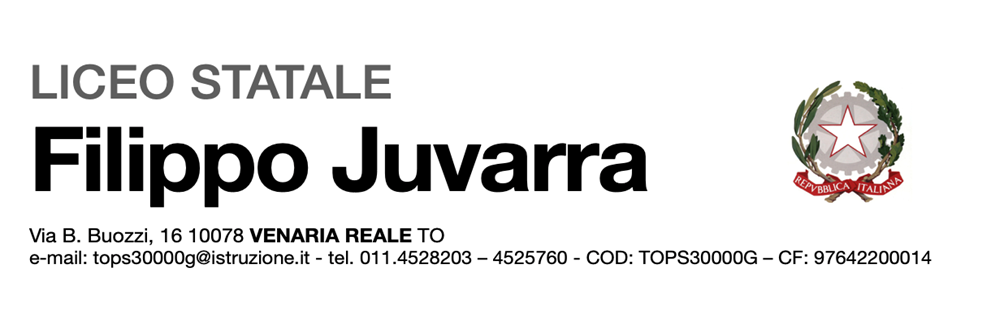 LICEO STATALE
Filippo Juvarra
REPVBBLICA ITALIANA
Via B. Buozzi, 16 10078 VENARIA REALE TO
e-mail: tops30000g@istruzione.it - tel. 011.4528203 – 4525760 - COD: TOPS30000G – CF: 97642200014